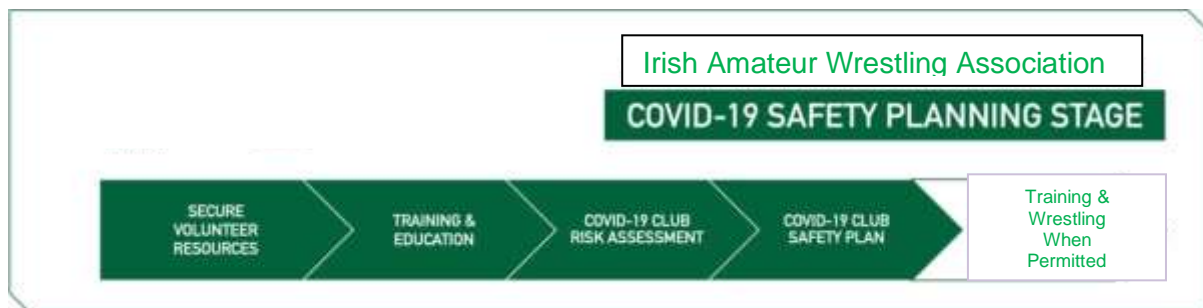 Irish Amateur Wrestling Association
COVID-19 SAFETY PLANNING STAGE
SECURE
VOLUNTEER
RESOURCES
TRAINING &
EDUCATION
COVID-19 CLUB
RISK ASSESSMENT
COVID-19 CLUB
SAFETY PLAN
Training &
Wrestling
When
Permitted